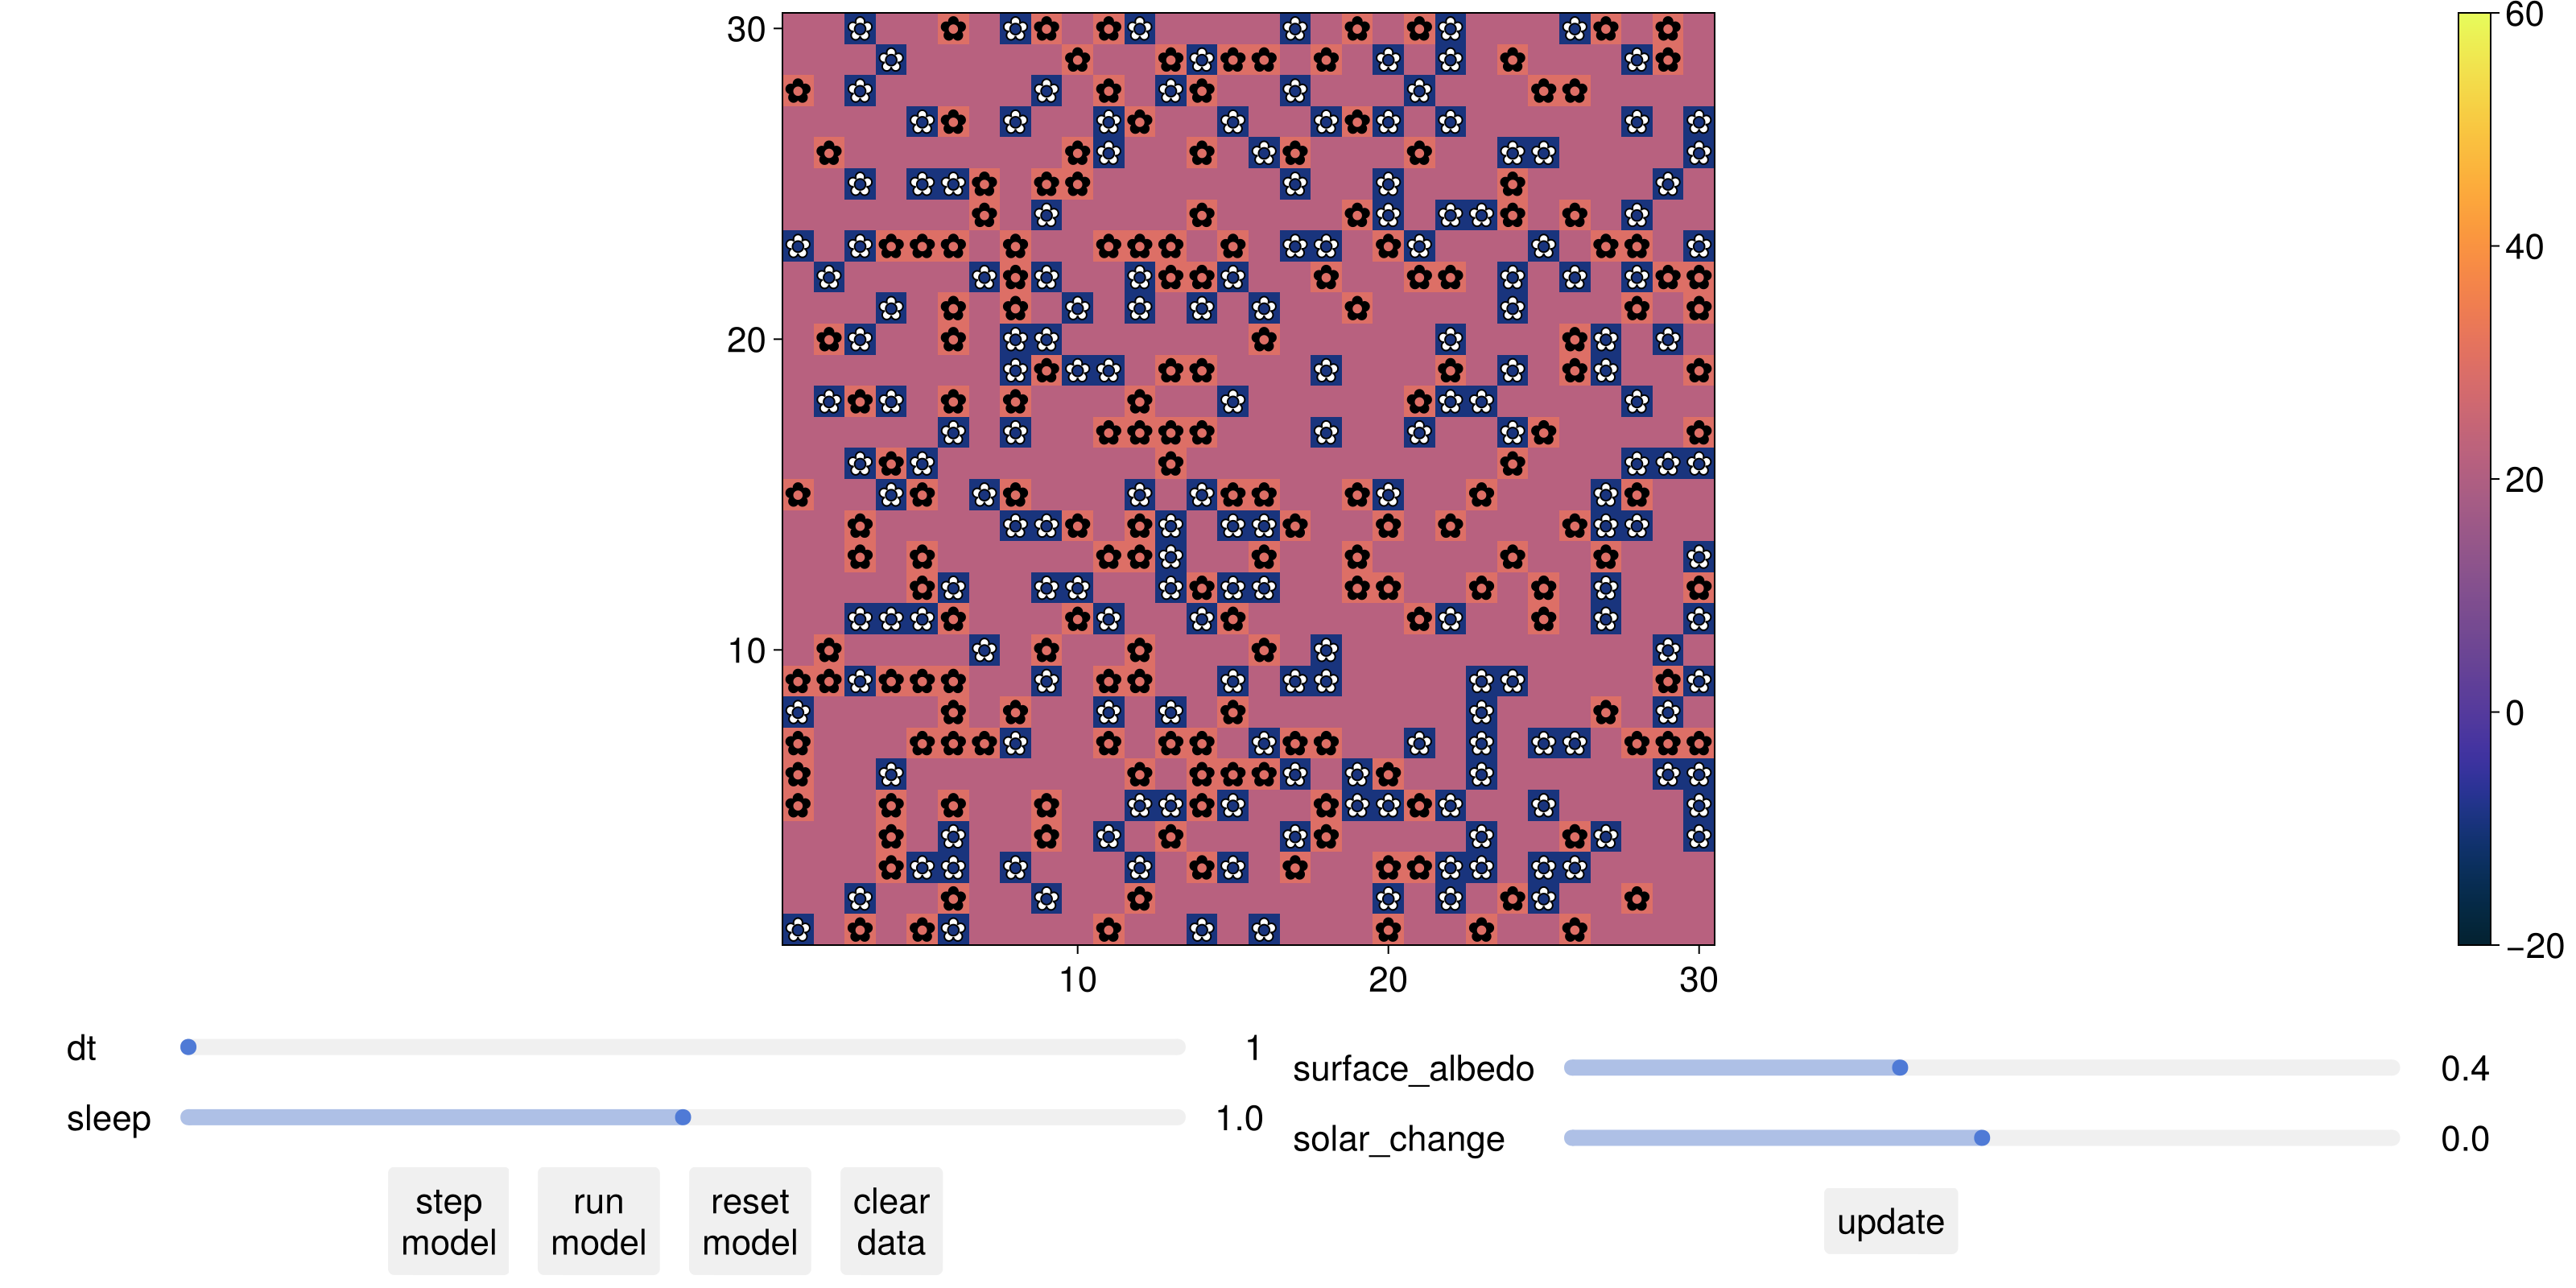 30
20
10
10
20
30
60
40
20
0
−20
dt
1
sleep
1.0
surface_albedo
0.4
solar_change
0.0
step
model
run
model
reset
model
clear
data
update